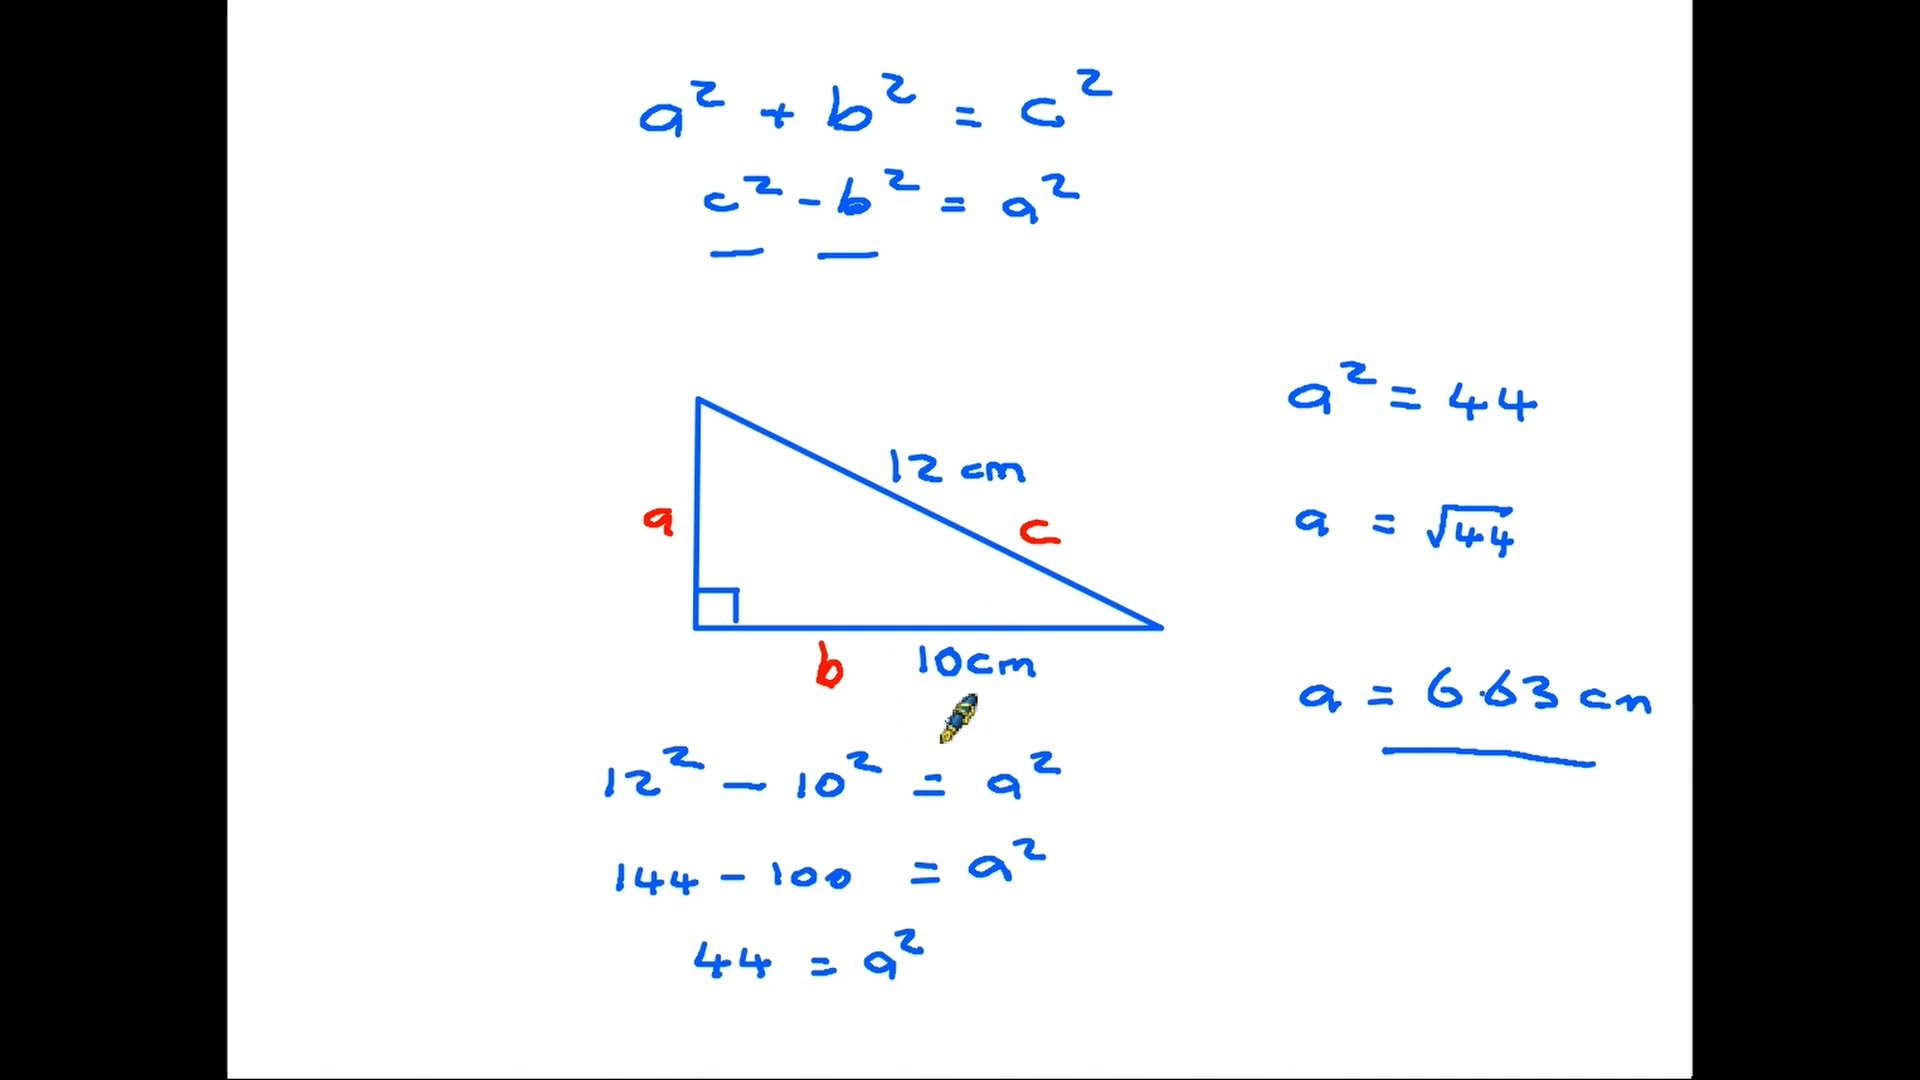 a² + b² = c²
c² - b² = a²
12 cm
a
c
b
10cm
12² - 10² = a²
144 - 100 = a²
44 = a²
a² = 44
a = √44
a = 6.63 cm